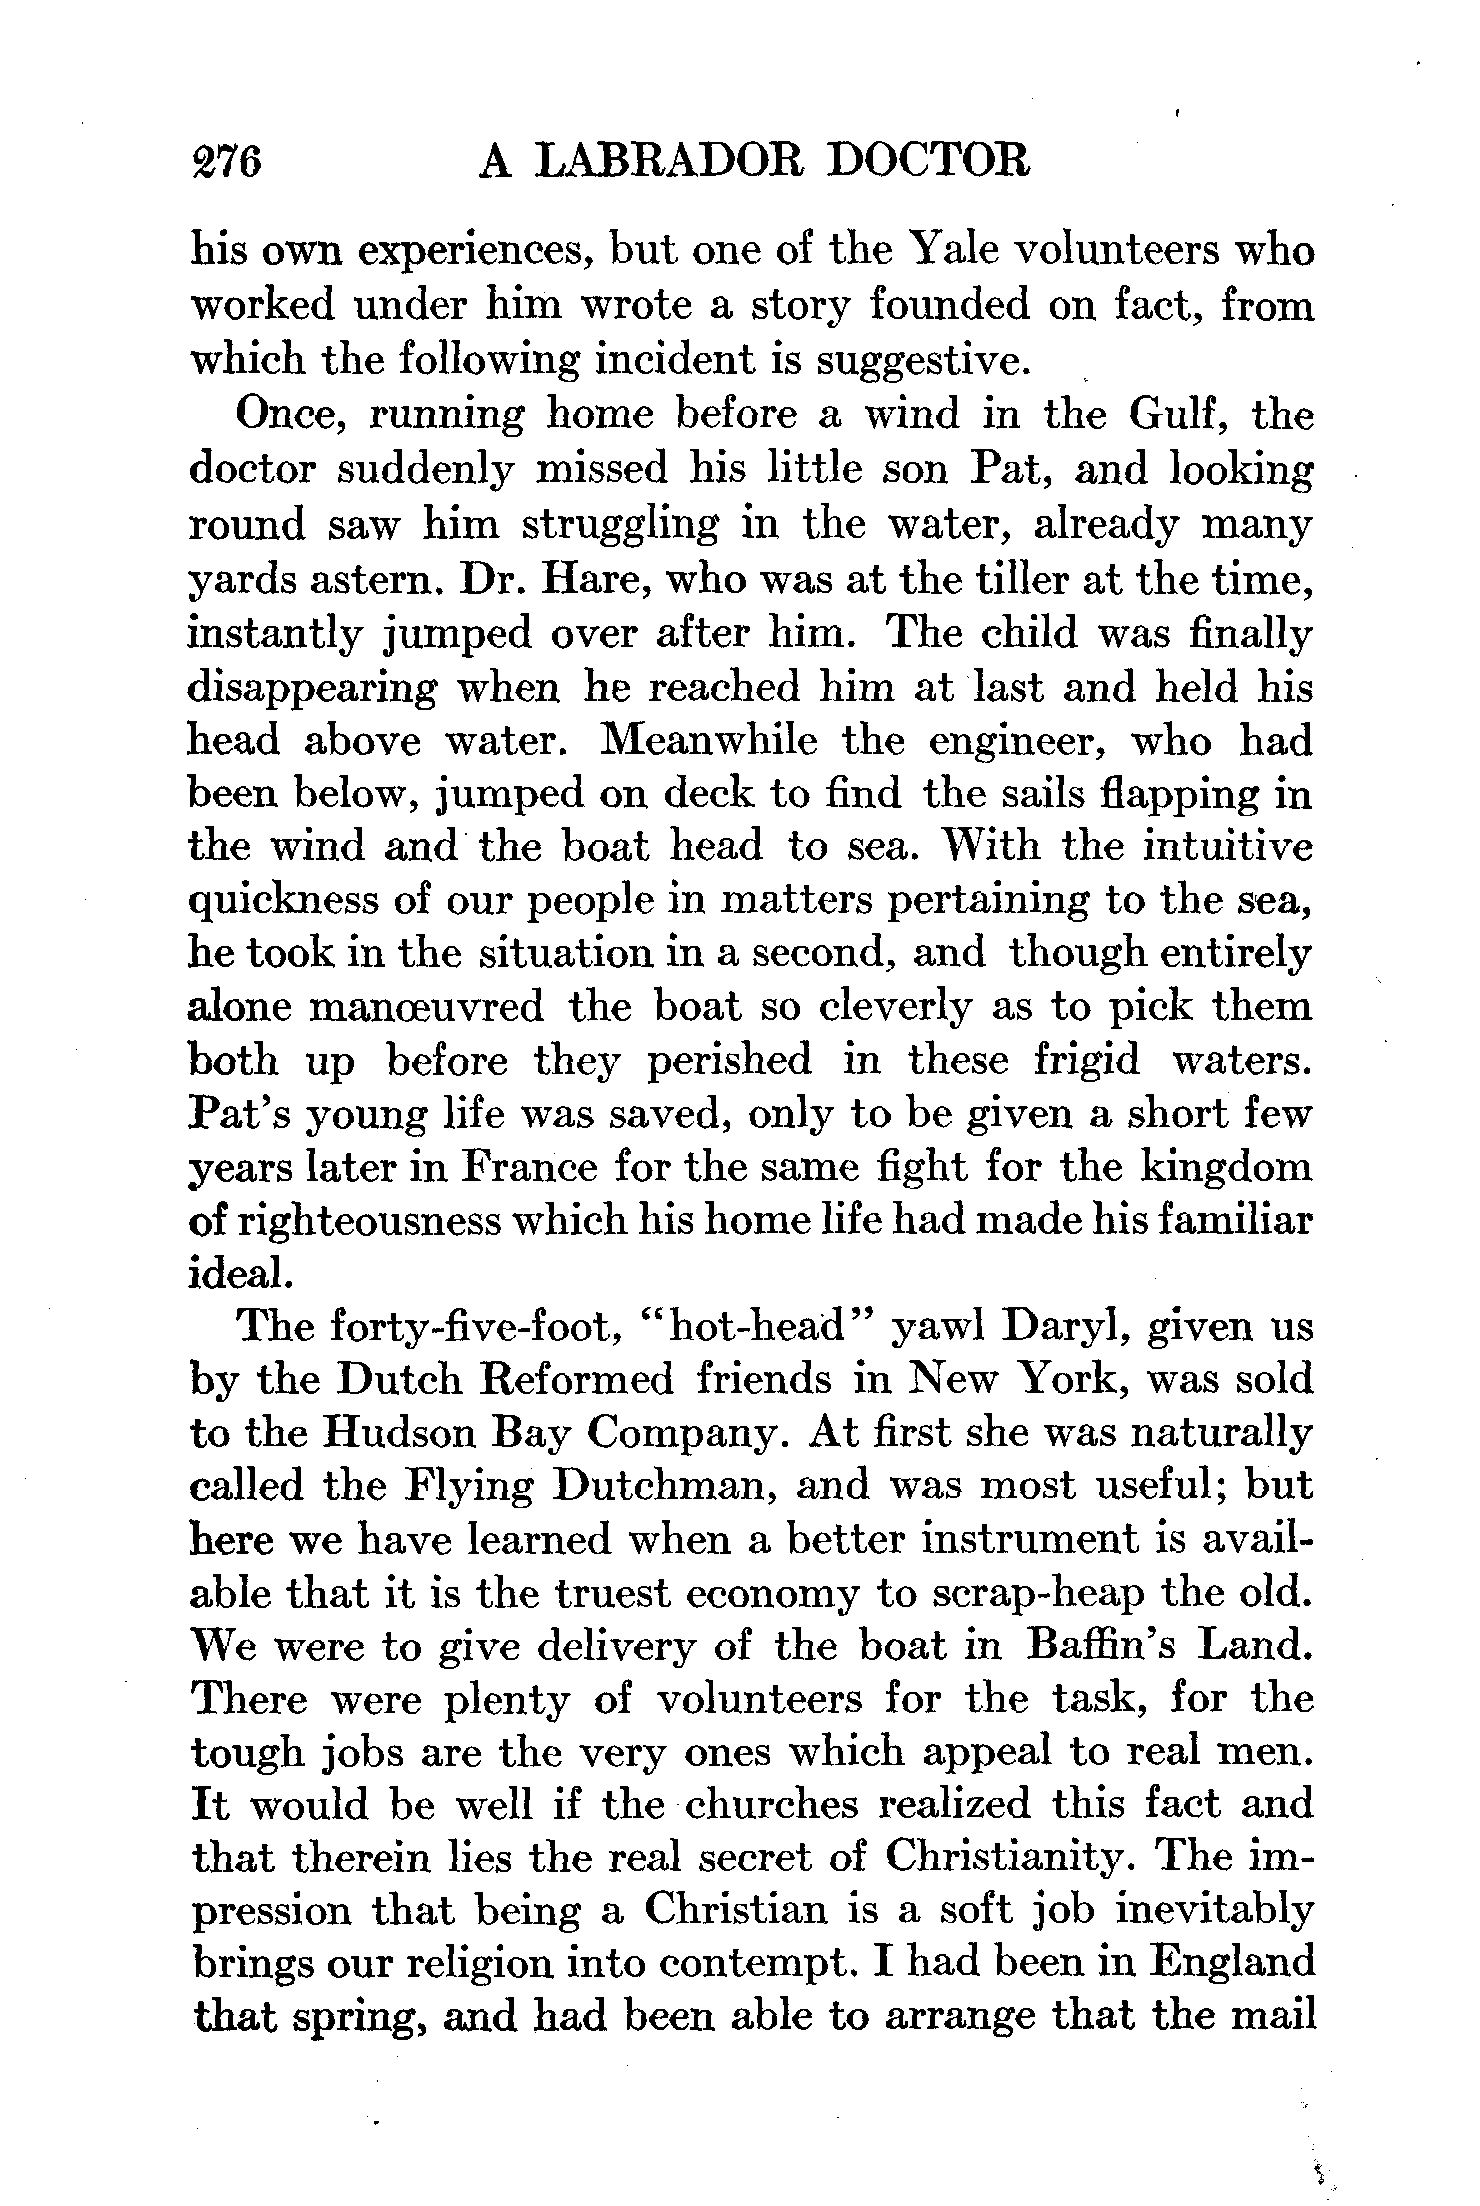 276 A LABRADOR DOCTOR
his own experiences, but one of the Yale volunteers who
worked under him wrote a story founded on fact, from
which the following incident is suggestive.
Once, running home before a wind in the Gulf, the
doctor suddenly missed his little son Pat, and looking
round saw him struggling in the water, already many
yards astern. Dr. Hare, who was at the tiller at the time,
instantly jumped over after him. The child was finally
disappearing when he reached him at last and held his
head above water. Meanwhile the engineer, who had
been below, jumped on deck to find the sails flapping in
the wind and the boat head to sea. With the intuitive
quickness of our people in matters pertaining to the sea,
he took in the situation in a second, and though entirely
alone manœuvred the boat so cleverly as to pick them
both up before they perished in these frigid waters.
Pat's young life was saved, only to be given a short few
years later in France for the same fight for the kingdom
of righteousness which his home life had made his familiar
ideal.
The forty-five-foot, "hot-head" yawl Daryl, given us
by the Dutch Reformed friends in New York, was sold
to the Hudson Bay Company. At first she was naturally
called the Flying Dutchman, and was most useful; but
here we have learned when a better instrument is avail-
able that it is the truest economy to scrap-heap the old.
We were to give delivery of the boat in Baffin's Land.
There were plenty of volunteers for the task, for the
tough jobs are the very ones which appeal to real men.
It would be well if the churches realized this fact and
that therein lies the real secret of Christianity. The im-
pression that being a Christian is a soft job inevitably
brings our religion into contempt. I had been in England
that spring, and had been able to arrange that the mail